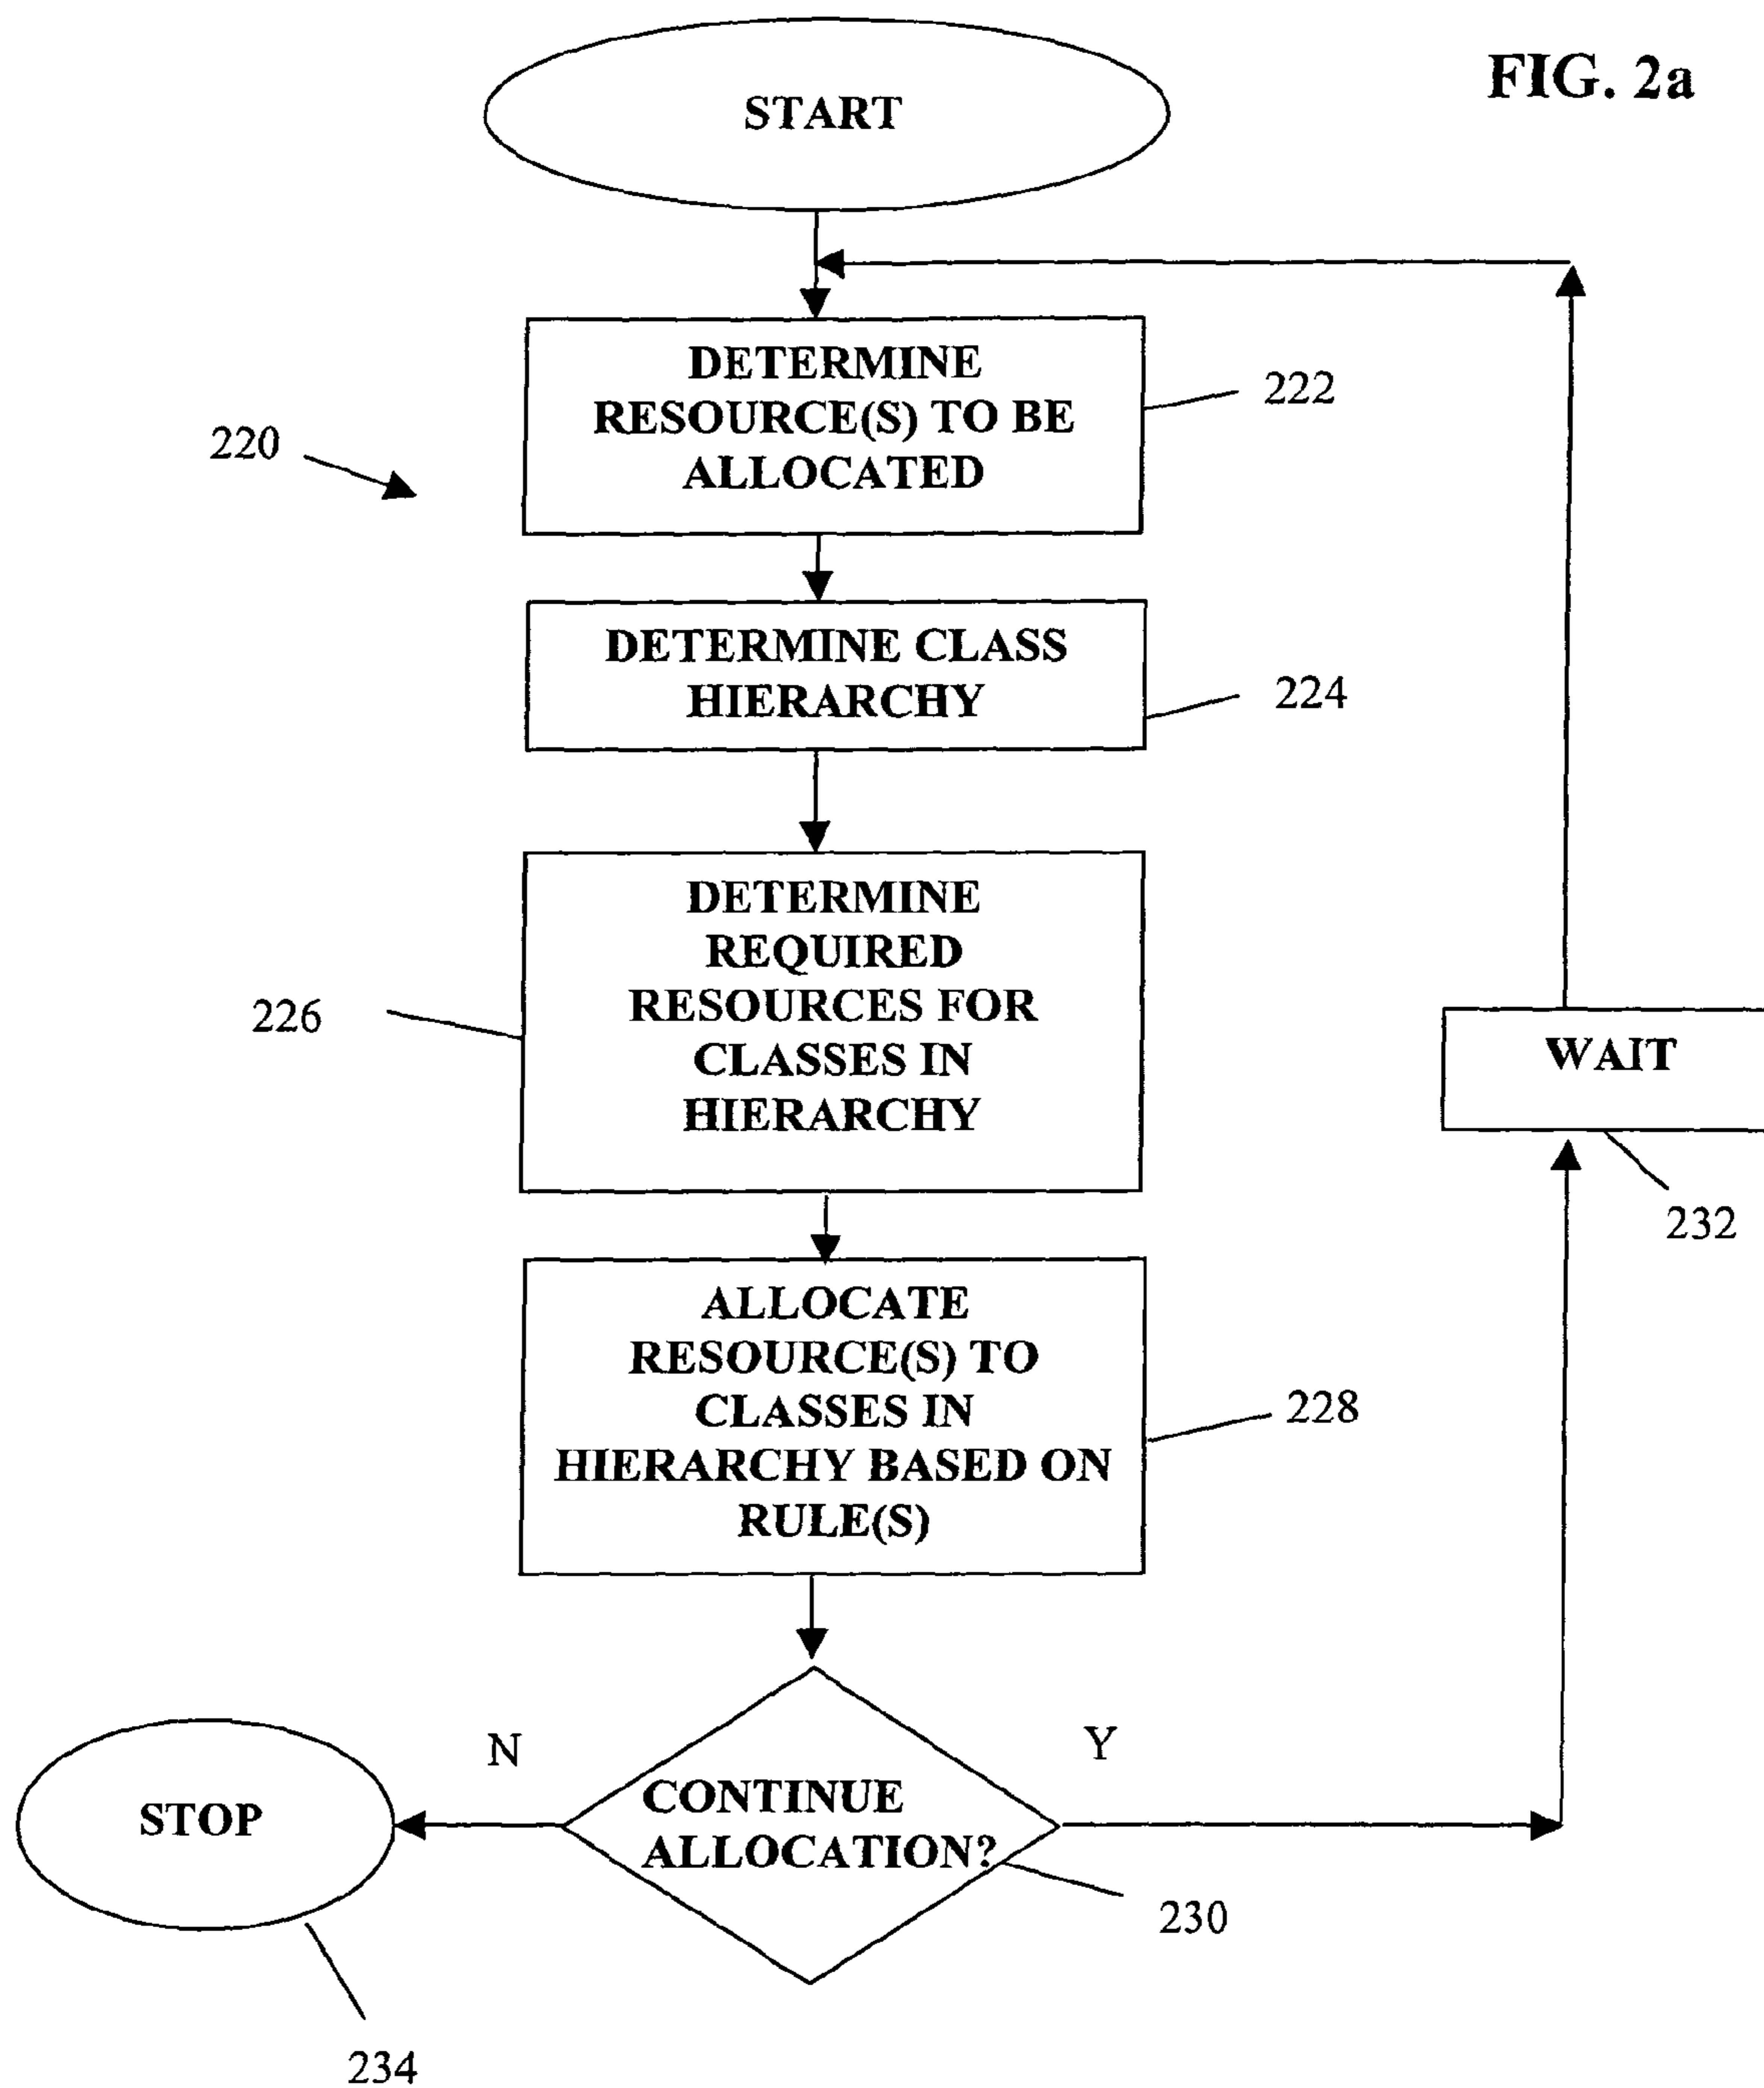 FIG. 2a
START
DETERMINE
RESOURCE(S) TO BE
ALLOCATED
222
220
DETERMINE CLASS
HIERARCHY
224
DETERMINE
REQUIRED
RESOURCES FOR
CLASSES IN
HIERARCHY
226
WAIT
232
ALLOCATE
RESOURCE(S) TO
CLASSES IN
HIERARCHY BASED ON
RULE(S)
228
N
Y
CONTINUE
ALLOCATION?
STOP
230
234